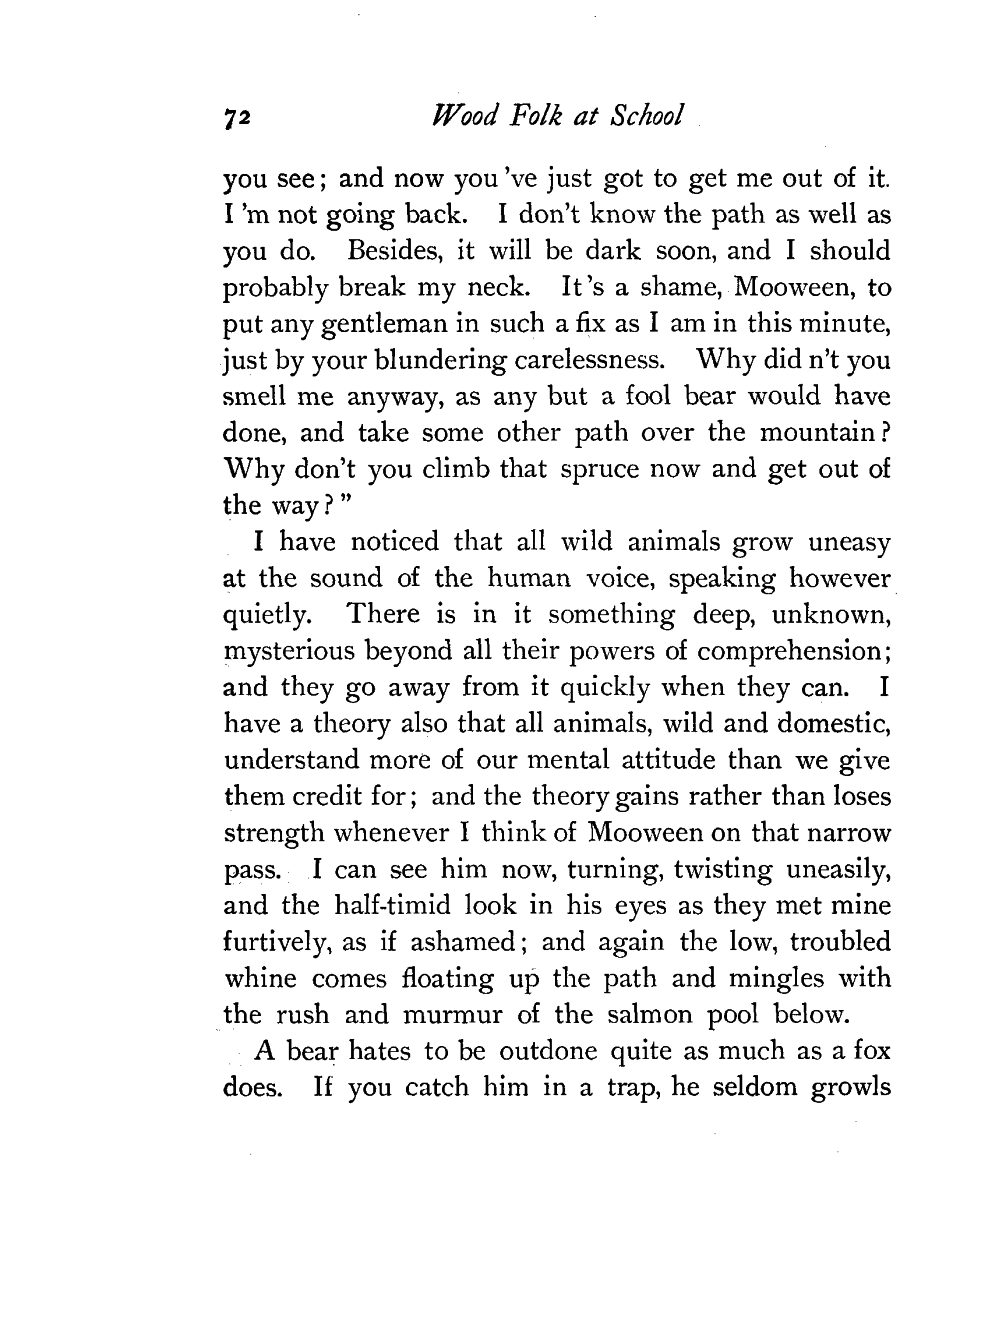 72 Wood Folk at School
you see; and now you 've just got to get me out of it.
I 'm not going back. I don't know the path as well as
you do. Besides, it will be dark soon, and I should
probably break my neck. It 's a shame, Mooween, to
put any gentleman in such a fix as I am in this minute,
just by your blundering carelessness. Why did n't you
smell me anyway, as any but a fool bear would have
done, and take some other path over the mountain?
Why don't you climb that spruce now and get out of
the way?"
I have noticed that all wild animals grow uneasy
at the sound of the human voice, speaking however
quietly. There is in it something deep, unknown,
mysterious beyond all their powers of comprehension;
and they go away from it quickly when they can. I
have a theory also that all animals, wild and domestic,
understand more of our mental attitude than we give
them credit for; and the theory gains rather than loses
strength whenever I think of Mooween on that narrow
pass. I can see him now, turning, twisting uneasily,
and the half-timid look in his eyes as they met mine
furtively, as if ashamed; and again the low, troubled
whine comes floating up the path and mingles with
the rush and murmur of the salmon pool below.
A bear hates to be outdone quite as much as a fox
does. If you catch him in a trap, he seldom growls